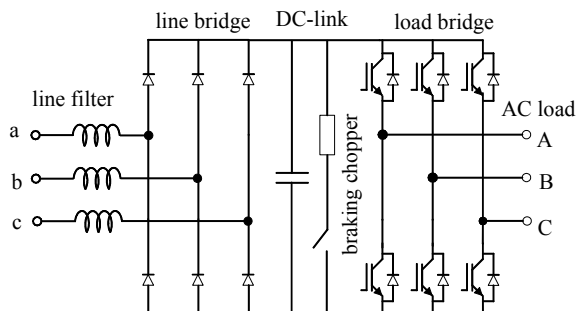 line bridge
DC-link
load bridge
line filter
AC load
a
b
c
braking chopper
A
B
C